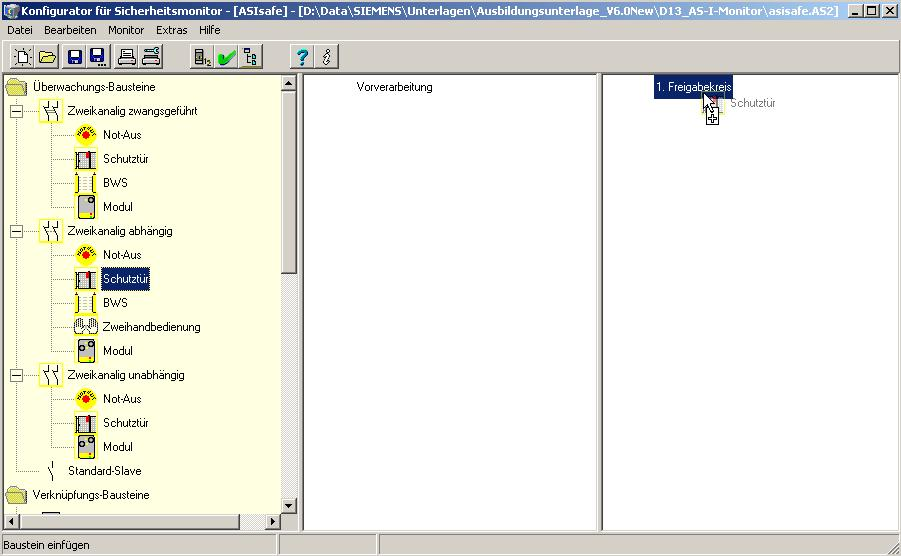 Konfigurator für Sicherheitsmonitor - [ASIsafe] - [D:\Data\SIEMENS\Unterlagen\Ausbildungsunterlage_V6.0New\D13_AS-I-Monitor\asisafe.AS2]
Datei Bearbeiten Monitor Extras Hilfe
Überwachungs-Bausteine
Zweikanalig zwangsgeführt
Not-Aus
Schutztür
BWS
Modul
Zweikanalig abhängig
Not-Aus
Schutztür
BWS
Zweihandbedienung
Modul
Zweikanalig unabhängig
Not-Aus
Schutztür
Modul
Standard-Slave
Verknüpfungs-Bausteine
Vorverarbeitung
1. Freigabekreis
Schutztür
Baustein einfügen